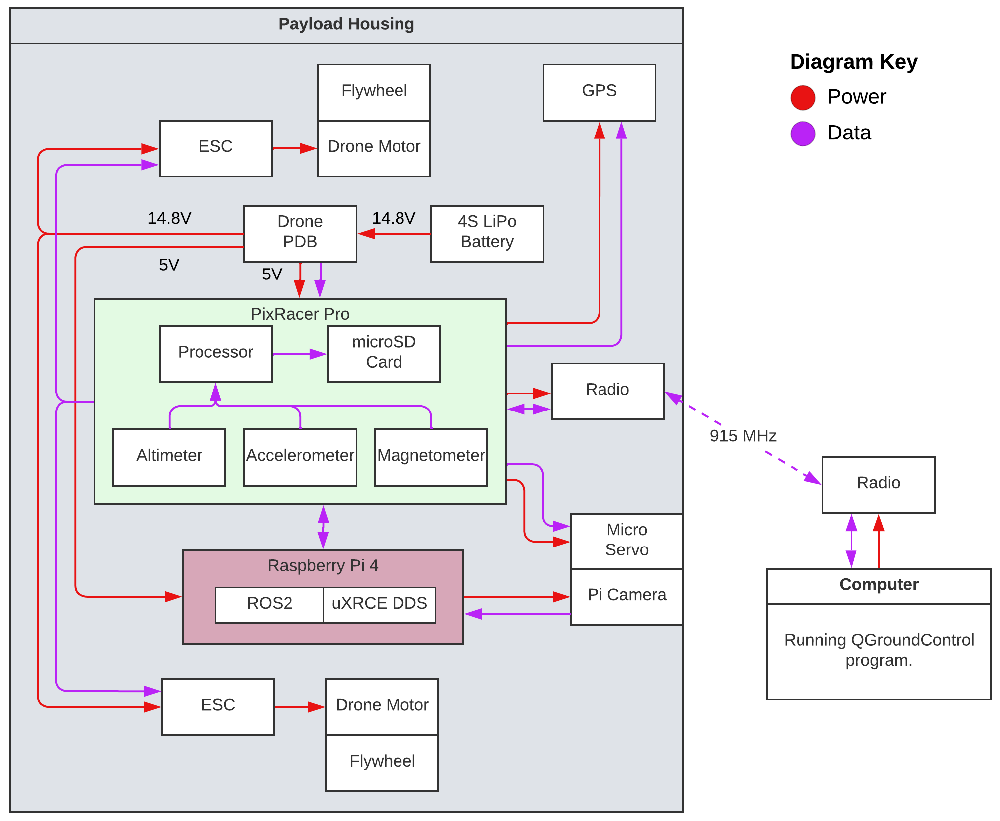 Payload Housing
Diagram Key
Power
Data
Flywheel
Drone Motor
GPS
ESC
14.8V
Drone
PDB
14.8V
4S LiPo
Battery
5V
5V
PixRacer Pro
Processor
microSD
Card
Radio
Altimeter
Accelerometer
Magnetometer
915 MHz
Radio
Micro
Servo
Raspberry Pi 4
ROS2
uXRCE DDS
Pi Camera
Computer
Running QGroundControl
program.
ESC
Drone Motor
Flywheel